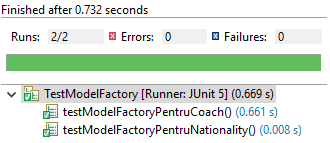 Finished after 0.732 seconds
Runs: 2/2 Errors: 0 Failures: 0
TestModelFactory [Runner: JUnit 5] (0.669 s)
testModelFactoryPentruCoach() (0.661 s)
testModelFactoryPentruNationality() (0.008 s)